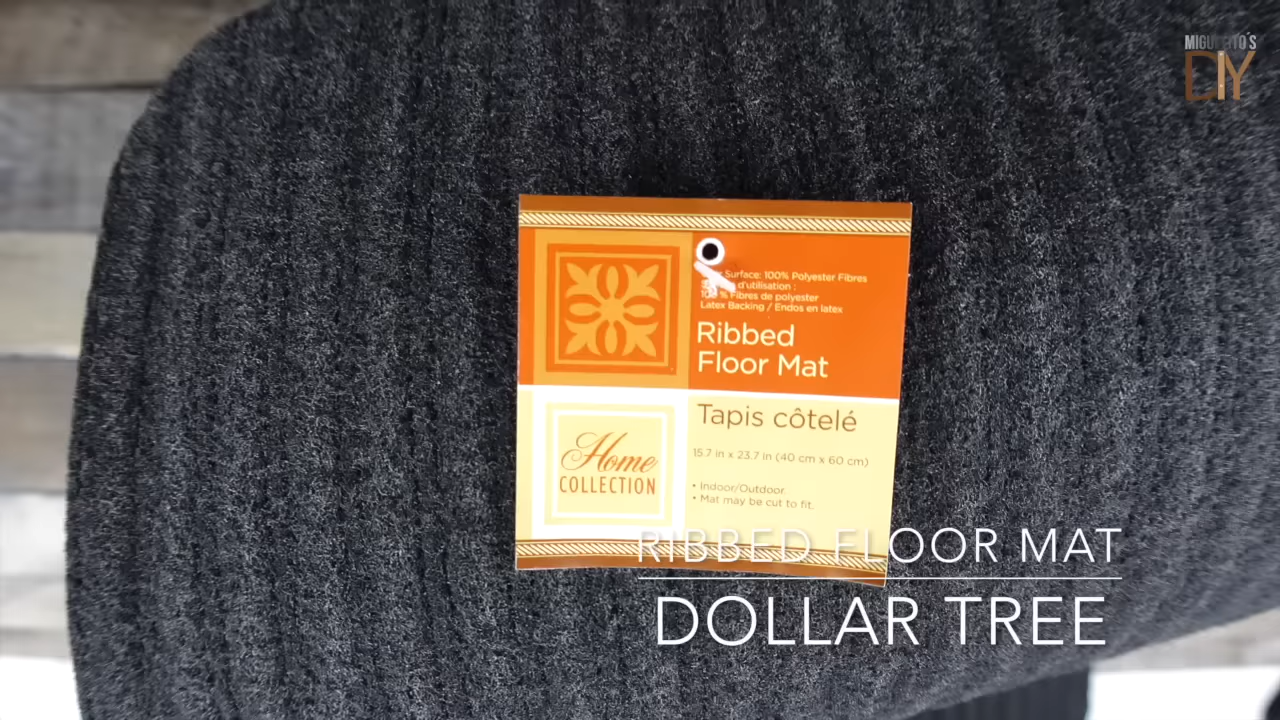 MIGUELITO'S
DIY
Surface: 100% Polyester Fibres
d'utilisation :
% Fibres de polyester
Latex Backing / Endos en latex
Ribbed
Floor Mat
Tapis côtelé
15.7 in x 23.7 in (40 cm x 60 cm)
• Indoor/Outdoor.
• Mat may be cut to fit.
Home
COLLECTION
RIBBED FLOOR MAT
DOLLAR TREE